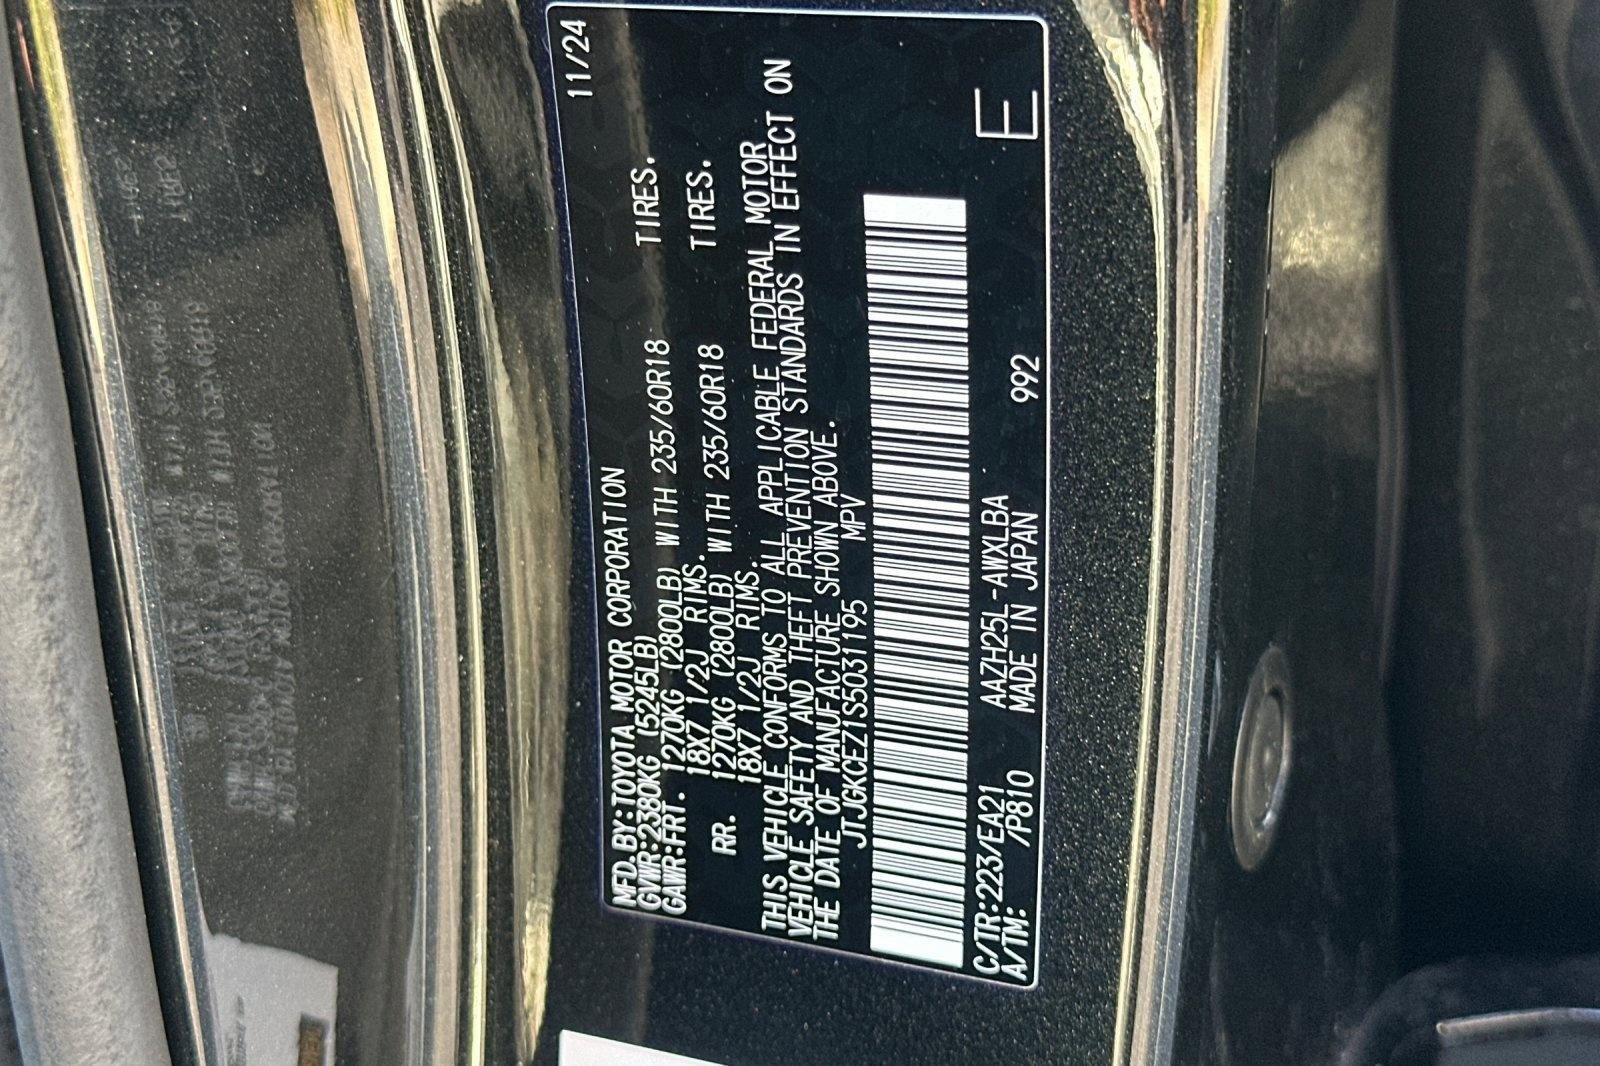 11/24
MFD.BY:TOYOTA MOTOR CORPORATION
GVWR:2380KG (5245LB)
GAWR:FRT. 1270KG (2800LB) WITH 235/60R18 TIRES.
18X7 1/2J RIMS.
RR. 1270KG (2800LB) WITH 235/60R18 TIRES.
18X7 1/2J RIMS.
THIS VEHICLE CONFORMS TO ALL APPLICABLE FEDERAL MOTOR
VEHICLE SAFETY AND THEFT PREVENTION STANDARDS IN EFFECT ON
THE DATE OF MANUFACTURE SHOWN ABOVE.
JTJGKCEZ1S5031195 MPV
C/TR:223/EA21 AAZH25L-AWXLBA
A/TM: /P810 MADE IN JAPAN 992 E